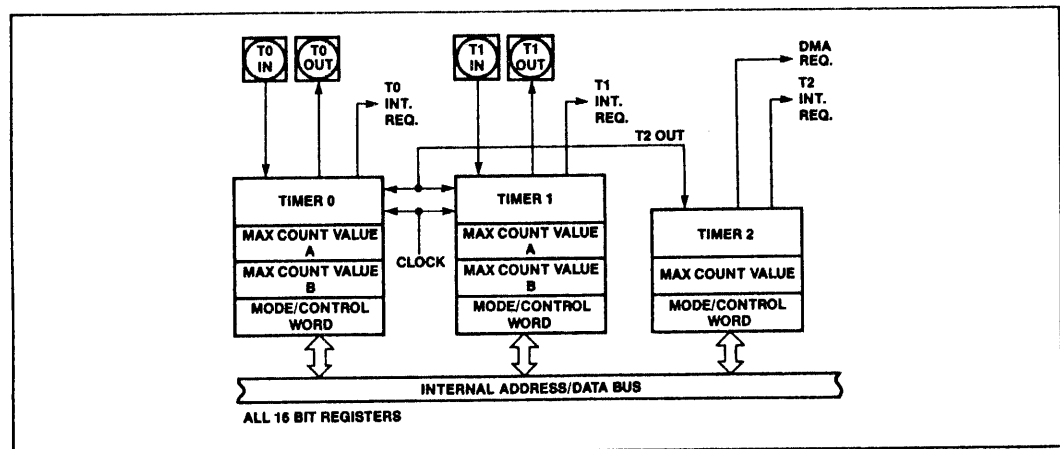 T0
IN
T0
OUT
T1
IN
T1
OUT
DMA
REQ.
T0
INT.
REQ.
T1
INT.
REQ.
T2
INT.
REQ.
T2 OUT
TIMER 0
MAX COUNT VALUE
A
MAX COUNT VALUE
B
MODE/CONTROL
WORD
CLOCK
TIMER 1
MAX COUNT VALUE
A
MAX COUNT VALUE
B
MODE/CONTROL
WORD
TIMER 2
MAX COUNT VALUE
MODE/CONTROL
WORD
INTERNAL ADDRESS/DATA BUS
ALL 16 BIT REGISTERS